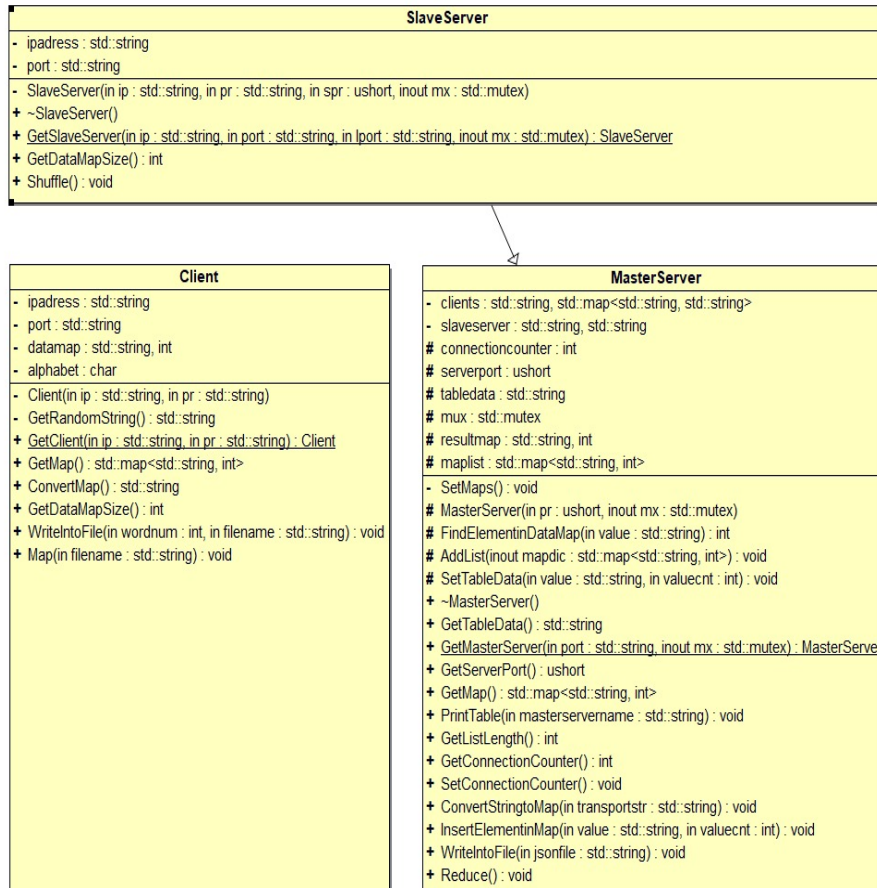 SlaveServer
- ipadress : std::string
- port : std::string
- SlaveServer(in ip : std::string, in pr : std::string, in spr : ushort, inout mx : std::mutex)
+ ~SlaveServer()
+ GetSlaveServer(in ip : std::string, in port : std::string, in lport : std::string, inout mx : std::mutex) : SlaveServer
+ GetDataMapSize() : int
+ Shuffle() : void
Client
- ipadress : std::string
- port : std::string
- datamap : std::string, int
- alphabet : char
- Client(in ip : std::string, in pr : std::string)
- GetRandomString() : std::string
+ GetClient(in ip : std::string, in pr : std::string) : Client
+ GetMap() : std::map<std::string, int>
+ ConvertMap() : std::string
+ GetDataMapSize() : int
+ WriteIntoFile(in wordnum : int, in filename : std::string) : void
+ Map(in filename : std::string) : void
MasterServer
- clients : std::string, std::map<std::string, std::string>
- slaveserver : std::string, std::string
# connectioncounter : int
# serverport : ushort
# tabledata : std::string
# mux : std::mutex
# resultmap : std::string, int
# maplist : std::map<std::string, int>
- SetMaps() : void
# MasterServer(in pr : ushort, inout mx : std::mutex)
# FindElementinDataMap(in value : std::string) : int
# AddList(inout mapdic : std::map<std::string, int>) : void
# SetTableData(in value : std::string, in valuecnt : int) : void
+ ~MasterServer()
+ GetTableData() : std::string
+ GetMasterServer(in port : std::string, inout mx : std::mutex) : MasterServe
+ GetServerPort() : ushort
+ GetMap() : std::map<std::string, int>
+ PrintTable(in masterservername : std::string) : void
+ GetListLength() : int
+ GetConnectionCounter() : int
+ SetConnectionCounter() : void
+ ConvertStringtoMap(in transportstr : std::string) : void
+ InsertElementinMap(in value : std::string, in valuecnt : int) : void
+ WriteIntoFile(in jsonfile : std::string) : void
+ Reduce() : void